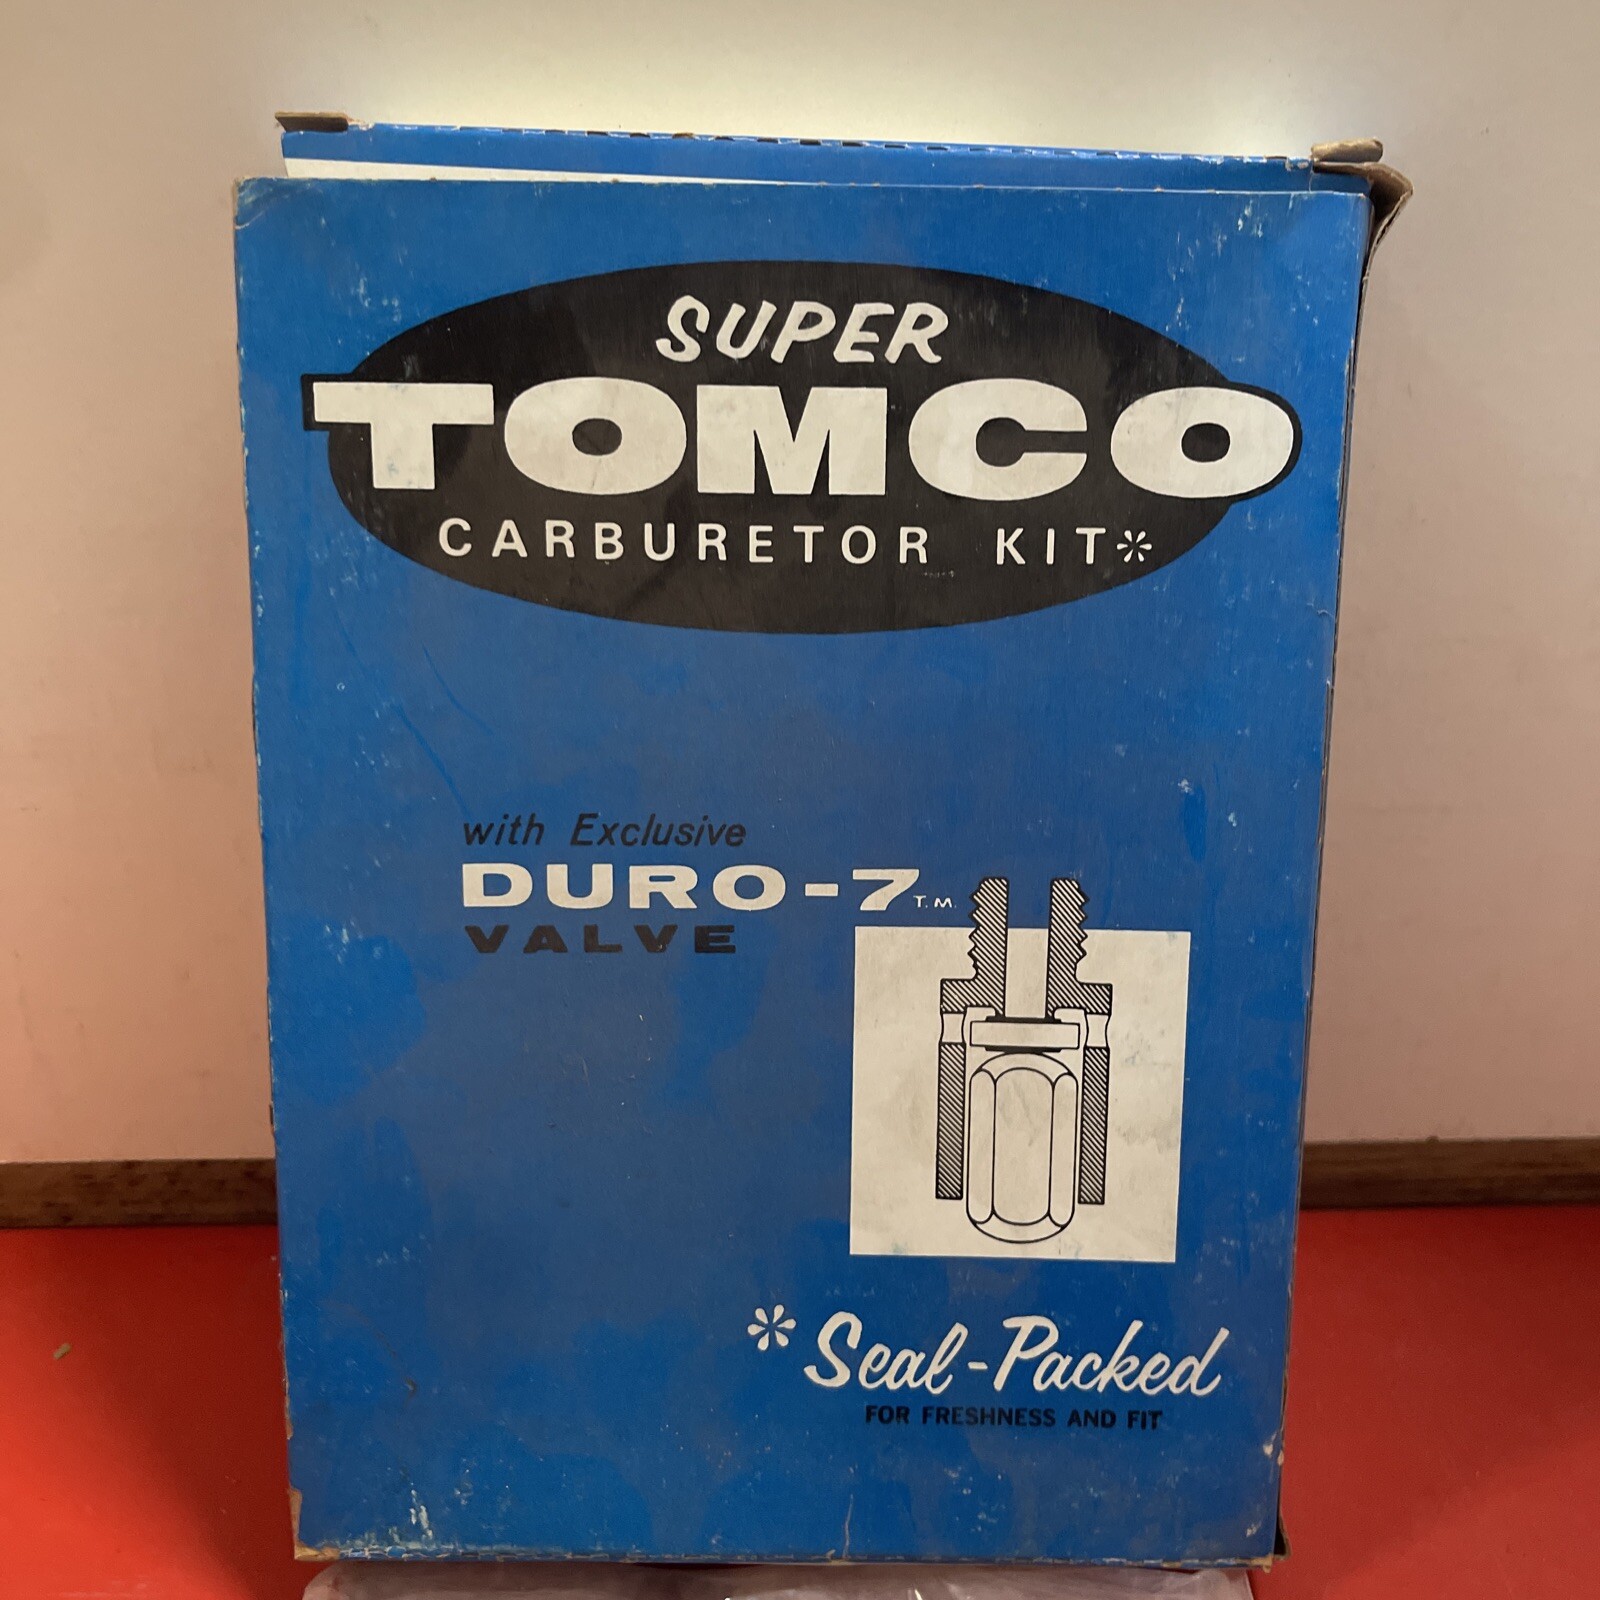 SUPER
TOMCO
CARBURETOR KIT*
with Exclusive
DURO-7 T.M.
VALVE
* Seal-Packed
FOR FRESHNESS AND FIT